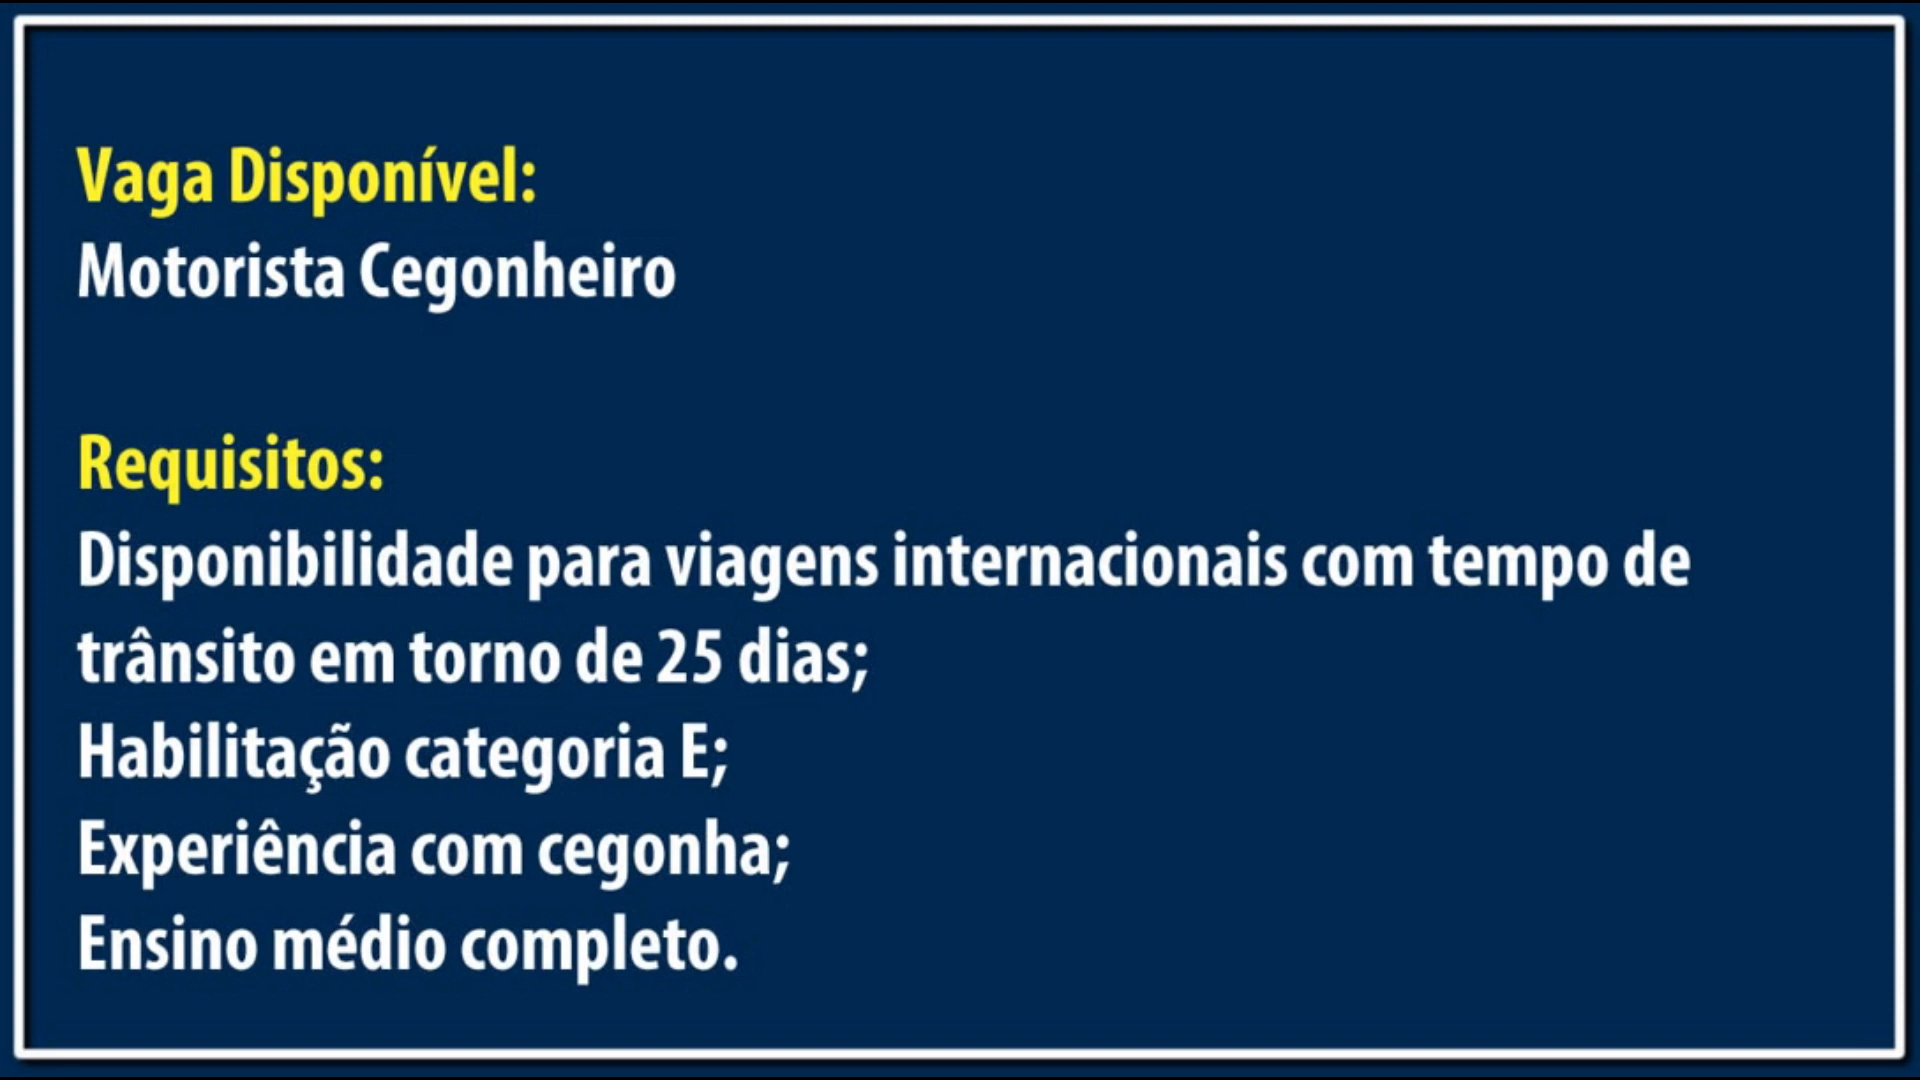 Vaga Disponível:
Motorista Cegonheiro
Requisitos:
Disponibilidade para viagens internacionais com tempo de
trânsito em torno de 25 dias;
Habilitação categoria E;
Experiência com cegonha;
Ensino médio completo.